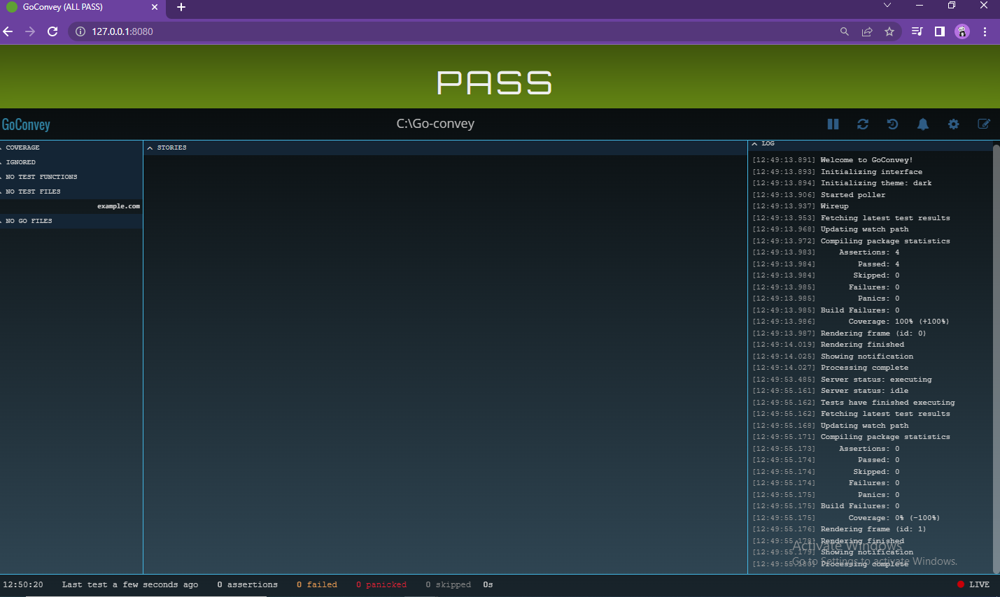 GoConvey (ALL PASS)
127.0.0.1:8080
PASS
GoConvey
C:\Go-convey
COVERAGE
IGNORED
NO TEST FUNCTIONS
NO TEST FILES
example.com
NO GO FILES
STORIES
LOG
[12:49:13.891] Welcome to GoConvey!
[12:49:13.893] Initializing interface
[12:49:13.894] Initializing theme: dark
[12:49:13.906] Started poller
[12:49:13.937] Wireup
[12:49:13.953] Fetching latest test results
[12:49:13.968] Updating watch path
[12:49:13.972] Compiling package statistics
[12:49:13.983] Assertions: 4
[12:49:13.984] Passed: 4
[12:49:13.984] Skipped: 0
[12:49:13.985] Failures: 0
[12:49:13.985] Panics: 0
[12:49:13.985] Build Failures: 0
[12:49:13.986] Coverage: 100% (+100%)
[12:49:13.987] Rendering frame (id: 0)
[12:49:14.019] Rendering finished
[12:49:14.025] Showing notification
[12:49:14.027] Processing complete
[12:49:53.485] Server status: executing
[12:49:55.161] Server status: idle
[12:49:55.162] Tests have finished executing
[12:49:55.162] Fetching latest test results
[12:49:55.168] Updating watch path
[12:49:55.171] Compiling package statistics
[12:49:55.173] Assertions: 0
[12:49:55.174] Passed: 0
[12:49:55.174] Skipped: 0
[12:49:55.174] Failures: 0
[12:49:55.175] Panics: 0
[12:49:55.175] Build Failures: 0
[12:49:55.175] Coverage: 0% (-100%)
[12:49:55.176] Rendering frame (id: 1)
[12:49:55.178] Rendering finished
[12:49:55.179] Showing notification
Processing complete
Activate Windows
Go to Settings to activate Windows.
12:50:20 Last test a few seconds ago 0 assertions 0 failed 0 panicked 0 skipped 0s
LIVE